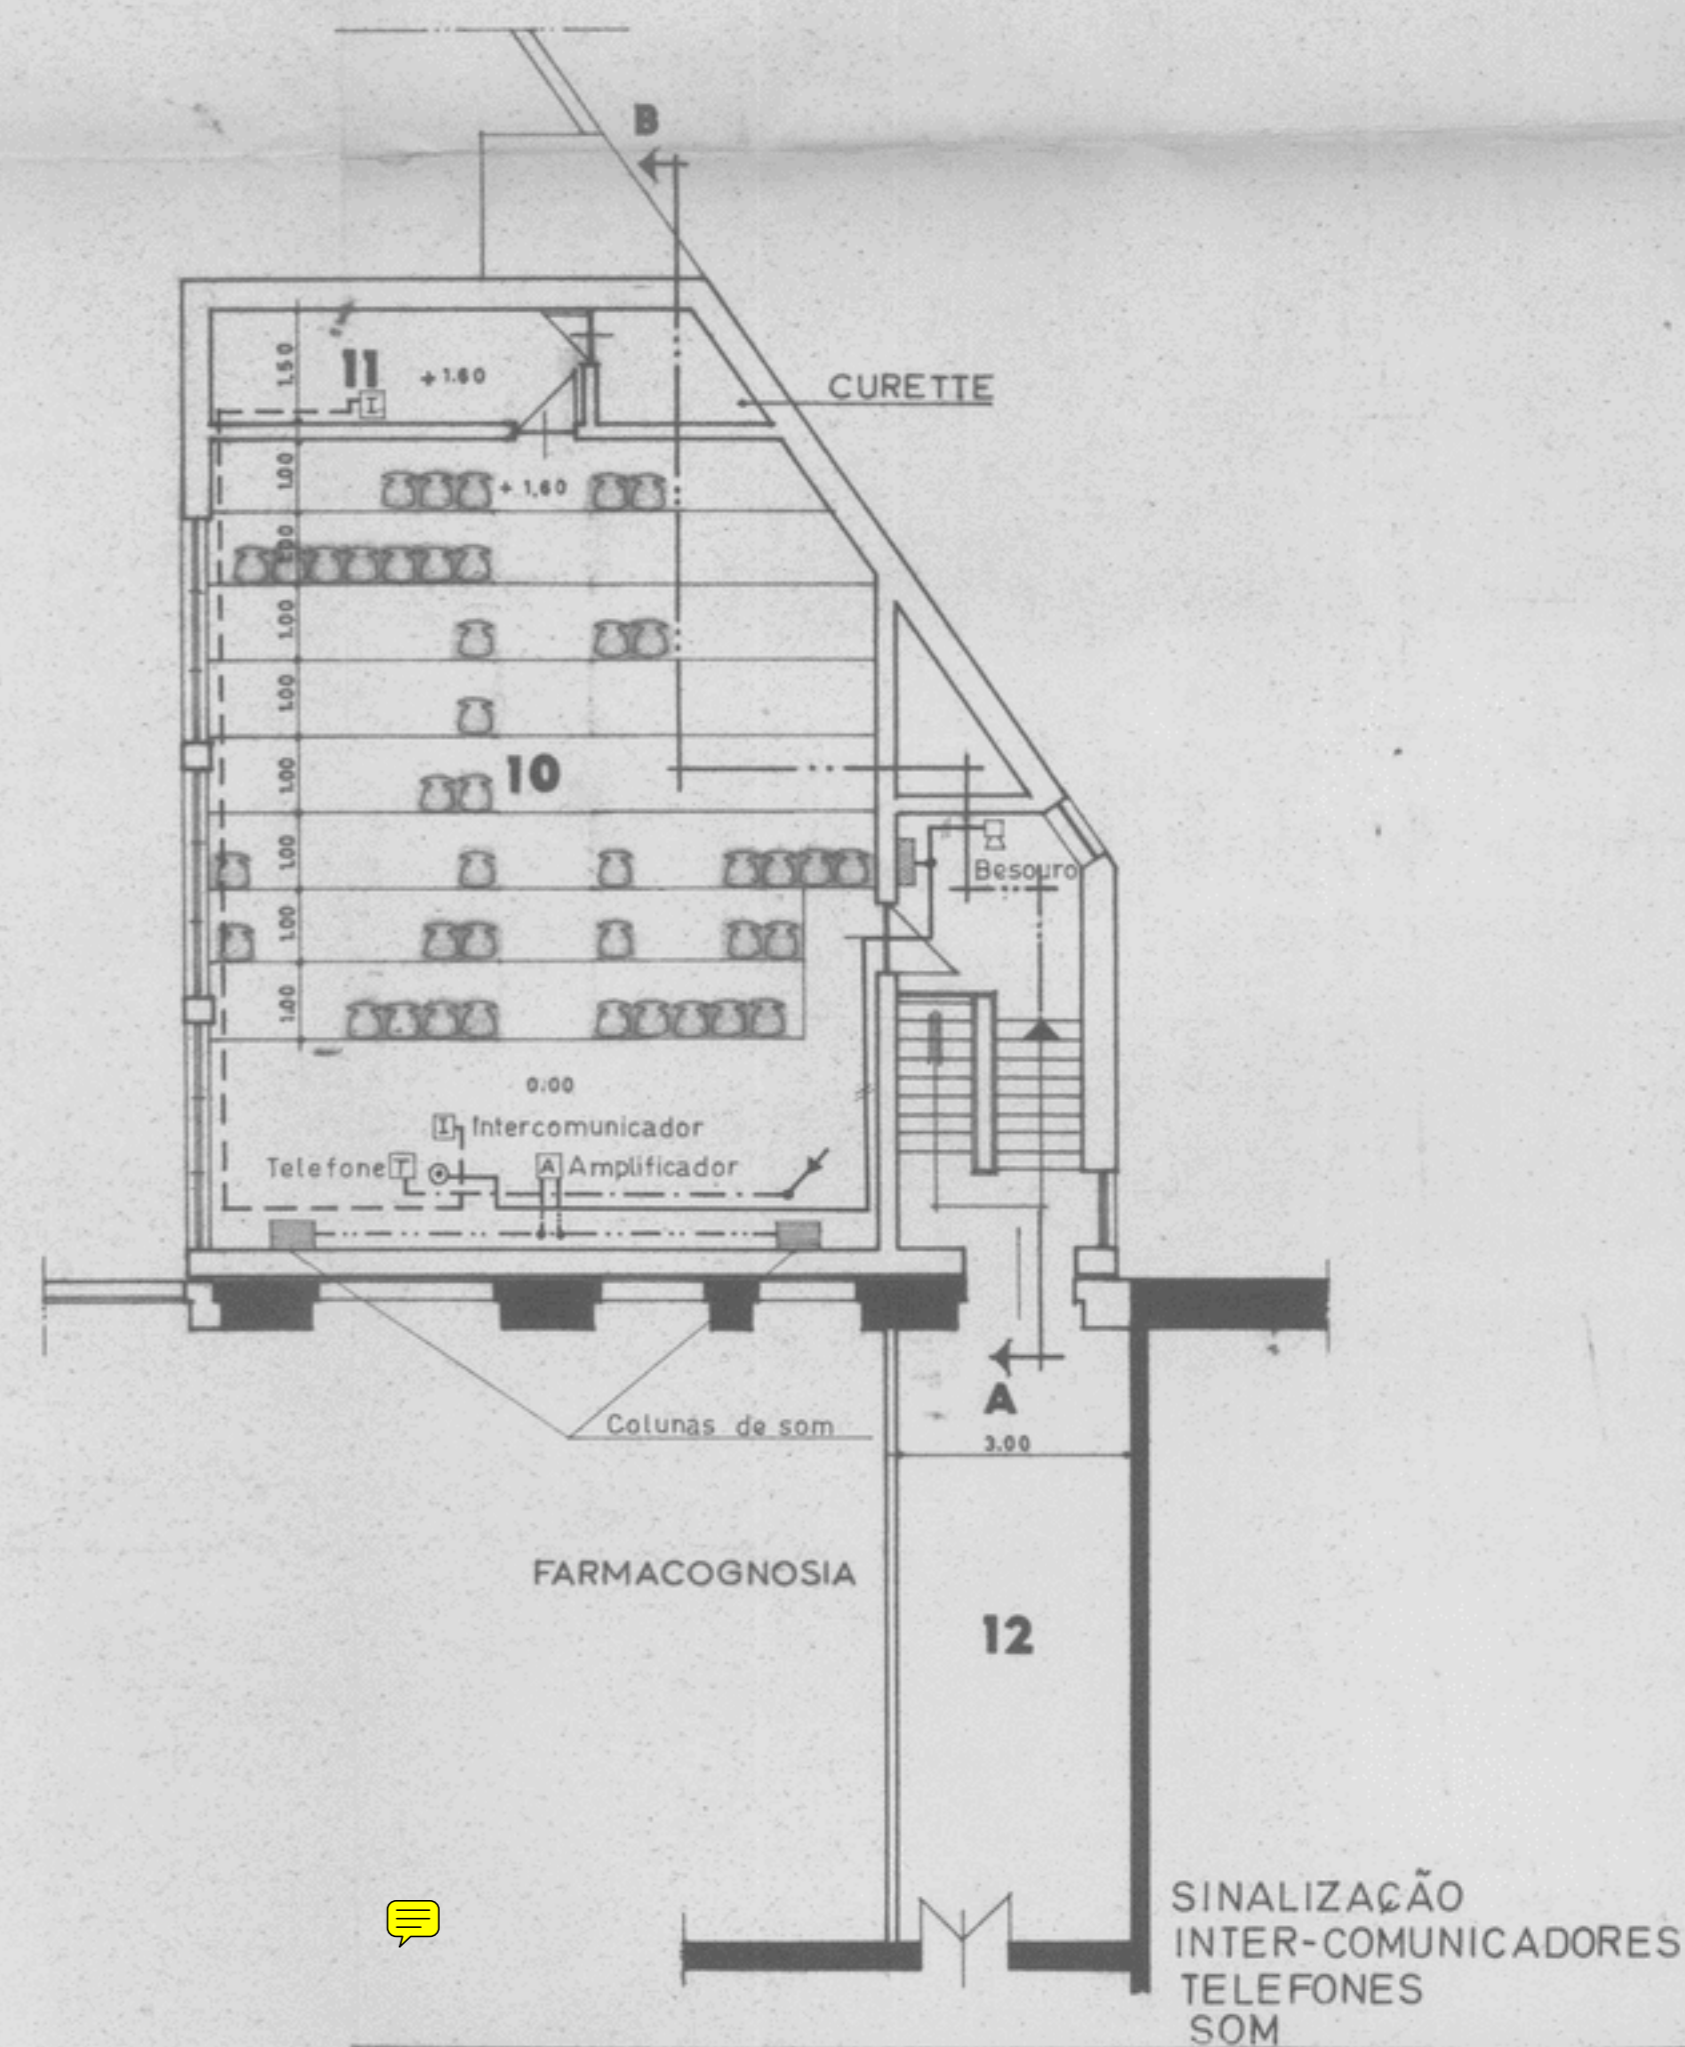 B
1.50
11
+1.60
I
CURETTE
1.00
+ 1,60
1.00
1.00
1.00
10
1.00
1.00
Besouro
1.00
1.00
0.00
I Intercomunicador
Telefone T
A Amplificador
A
Colunas de som
3.00
FARMACOGNOSIA
12
SINALIZAÇÃO
INTER-COMUNICADORES
TELEFONES
SOM